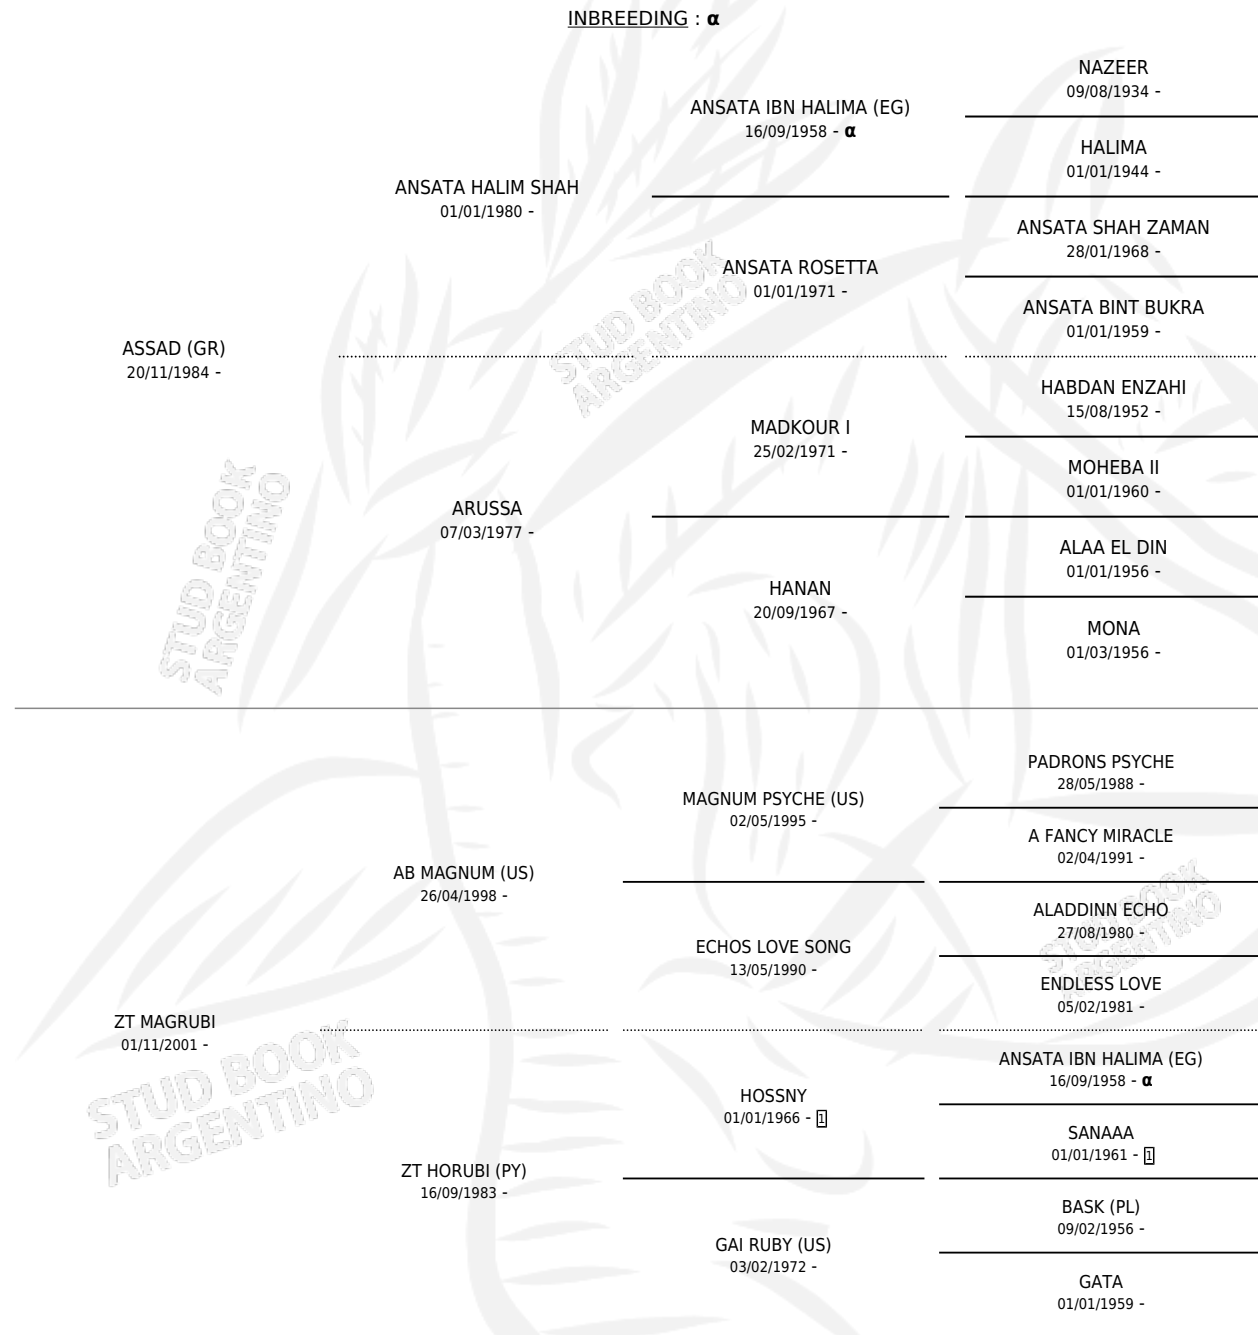 INBREEDING : α
NAZEER
09/08/1934 -
ANSATA IBN HALIMA (EG)
16/09/1958 - α
HALIMA
01/01/1944 -
ANSATA HALIM SHAH
01/01/1980 -
ANSATA SHAH ZAMAN
28/01/1968 -
ANSATA ROSETTA
01/01/1971 -
ANSATA BINT BUKRA
01/01/1959 -
ASSAD (GR)
20/11/1984 -
HABDAN ENZAHI
15/08/1952 -
MADKOUR I
25/02/1971 -
MOHEBA II
01/01/1960 -
ARUSSA
07/03/1977 -
ALAA EL DIN
01/01/1956 -
HANAN
20/09/1967 -
MONA
01/03/1956 -
PADRONS PSYCHE
28/05/1988 -
MAGNUM PSYCHE (US)
02/05/1995 -
A FANCY MIRACLE
02/04/1991 -
AB MAGNUM (US)
26/04/1998 -
ALADDINN ECHO
27/08/1980 -
ECHOS LOVE SONG
13/05/1990 -
ENDLESS LOVE
05/02/1981 -
ZT MAGRUBI
01/11/2001 -
ANSATA IBN HALIMA (EG)
16/09/1958 - α
HOSSNY
01/01/1966 - 1
SANAAA
01/01/1961 - 1
ZT HORUBI (PY)
16/09/1983 -
BASK (PL)
09/02/1956 -
GAI RUBY (US)
03/02/1972 -
GATA
01/01/1959 -
STUD BOOK
ARGENTINO
STUD BOOK
ARGENTINO
STUD BOOK
ARGENTINO
STUD BOOK
ARGENTINO